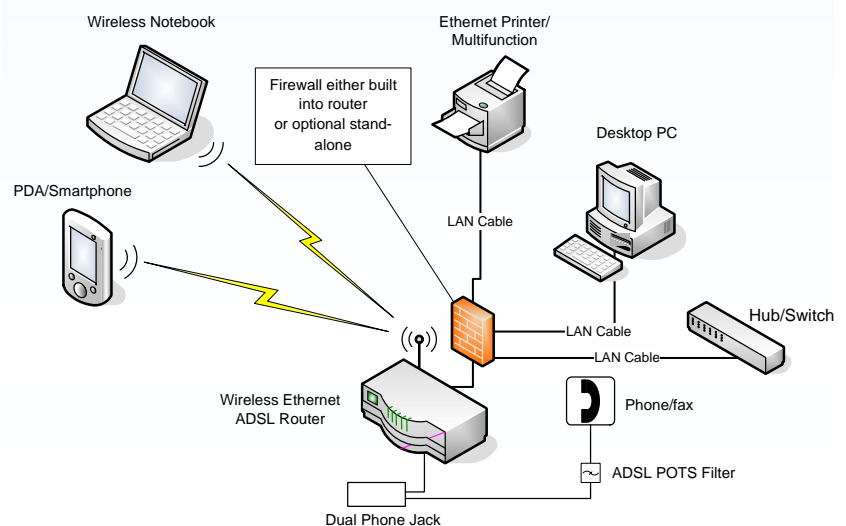 Wireless Notebook
Ethernet Printer/
Multifunction
Firewall either built
into router
or optional stand-
alone
Desktop PC
PDA/Smartphone
LAN Cable
Hub/Switch
LAN Cable
LAN Cable
Wireless Ethernet
ADSL Router
Phone/fax
ADSL POTS Filter
Dual Phone Jack